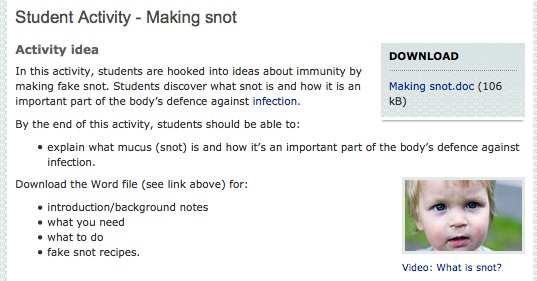 Student Activity - Making snot
Activity idea
In this activity, students are hooked into ideas about immunity by
making fake snot. Students discover what snot is and how it is an
important part of the body's defence against infection.
By the end of this activity, students should be able to:
• explain what mucus (snot) is and how it's an important part of the body's defence against
infection.
Download the Word file (see link above) for:
• introduction/background notes
• what you need
• what to do
• fake snot recipes.
DOWNLOAD
Making snot.doc (106
kB)
Video: What is snot?